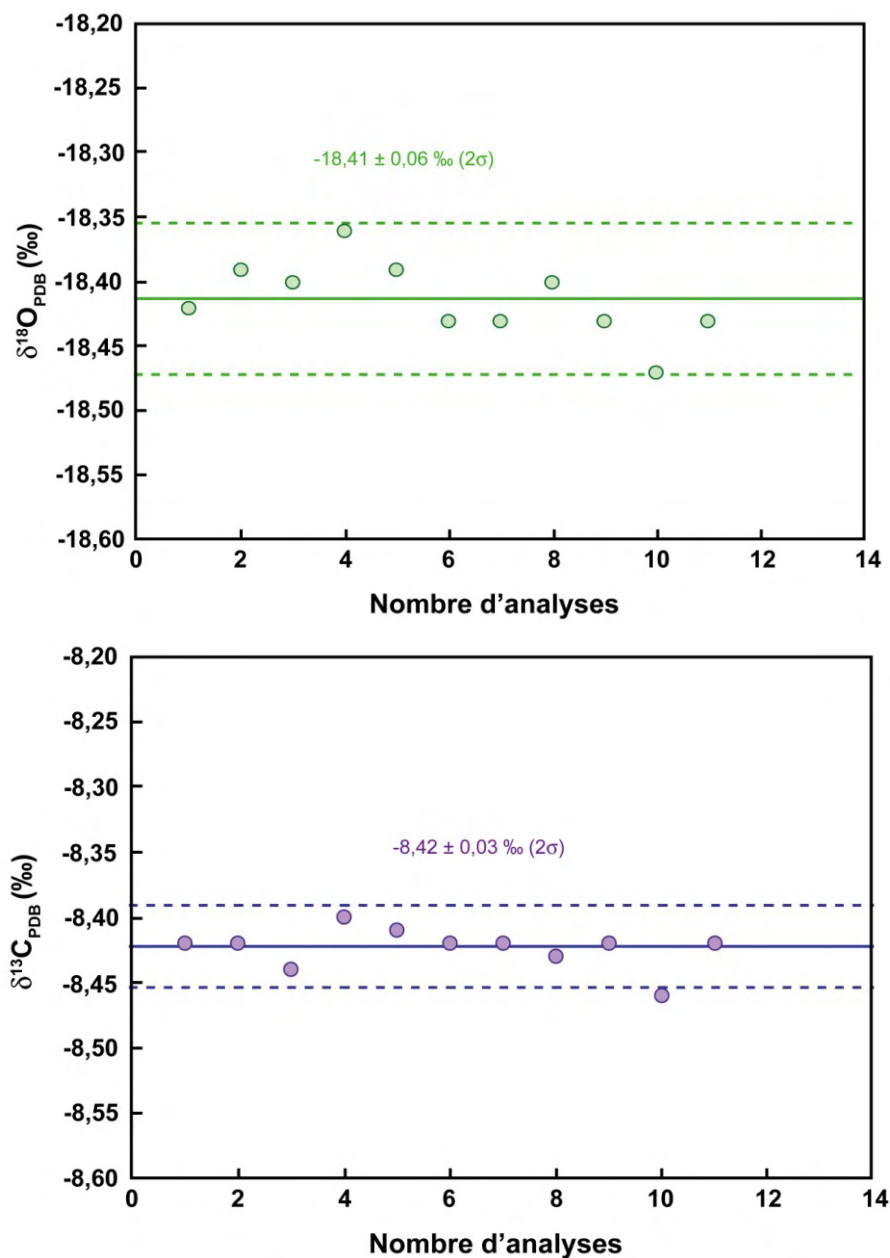 -18,20
-18,25
-18,30
-18,35
-18,40
-18,45
-18,50
-18,55
-18,60
δ¹⁸O_PDB (‰)
-18,41 ± 0,06 ‰ (2σ)
0 2 4 6 8 10 12 14
Nombre d’analyses
-8,20
-8,25
-8,30
-8,35
-8,40
-8,45
-8,50
-8,55
-8,60
δ¹³C_PDB (‰)
-8,42 ± 0,03 ‰ (2σ)
0 2 4 6 8 10 12 14
Nombre d’analyses